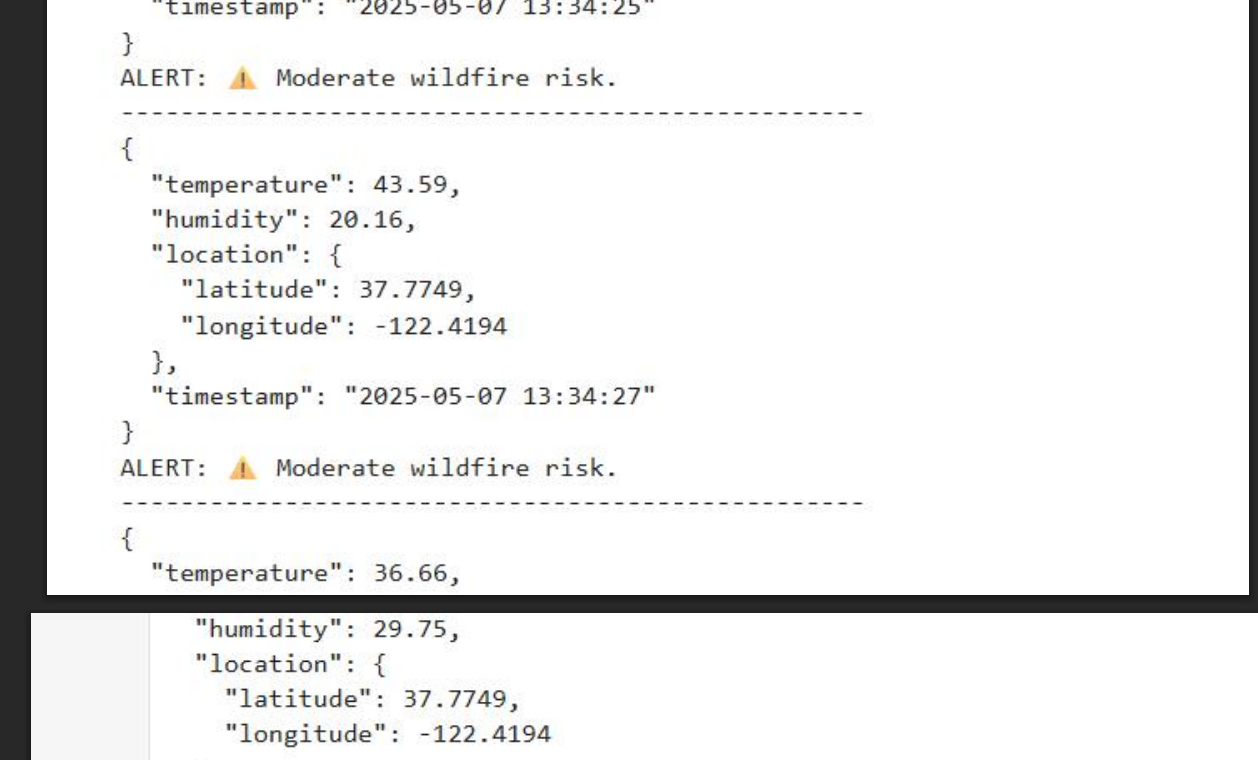 "timestamp": "2025-05-07 13:34:25"
}
ALERT: ⚠ Moderate wildfire risk.
--------------------------------------------------
{
  "temperature": 43.59,
  "humidity": 20.16,
  "location": {
    "latitude": 37.7749,
    "longitude": -122.4194
  },
  "timestamp": "2025-05-07 13:34:27"
}
ALERT: ⚠ Moderate wildfire risk.
--------------------------------------------------
{
  "temperature": 36.66,
  "humidity": 29.75,
  "location": {
    "latitude": 37.7749,
    "longitude": -122.4194